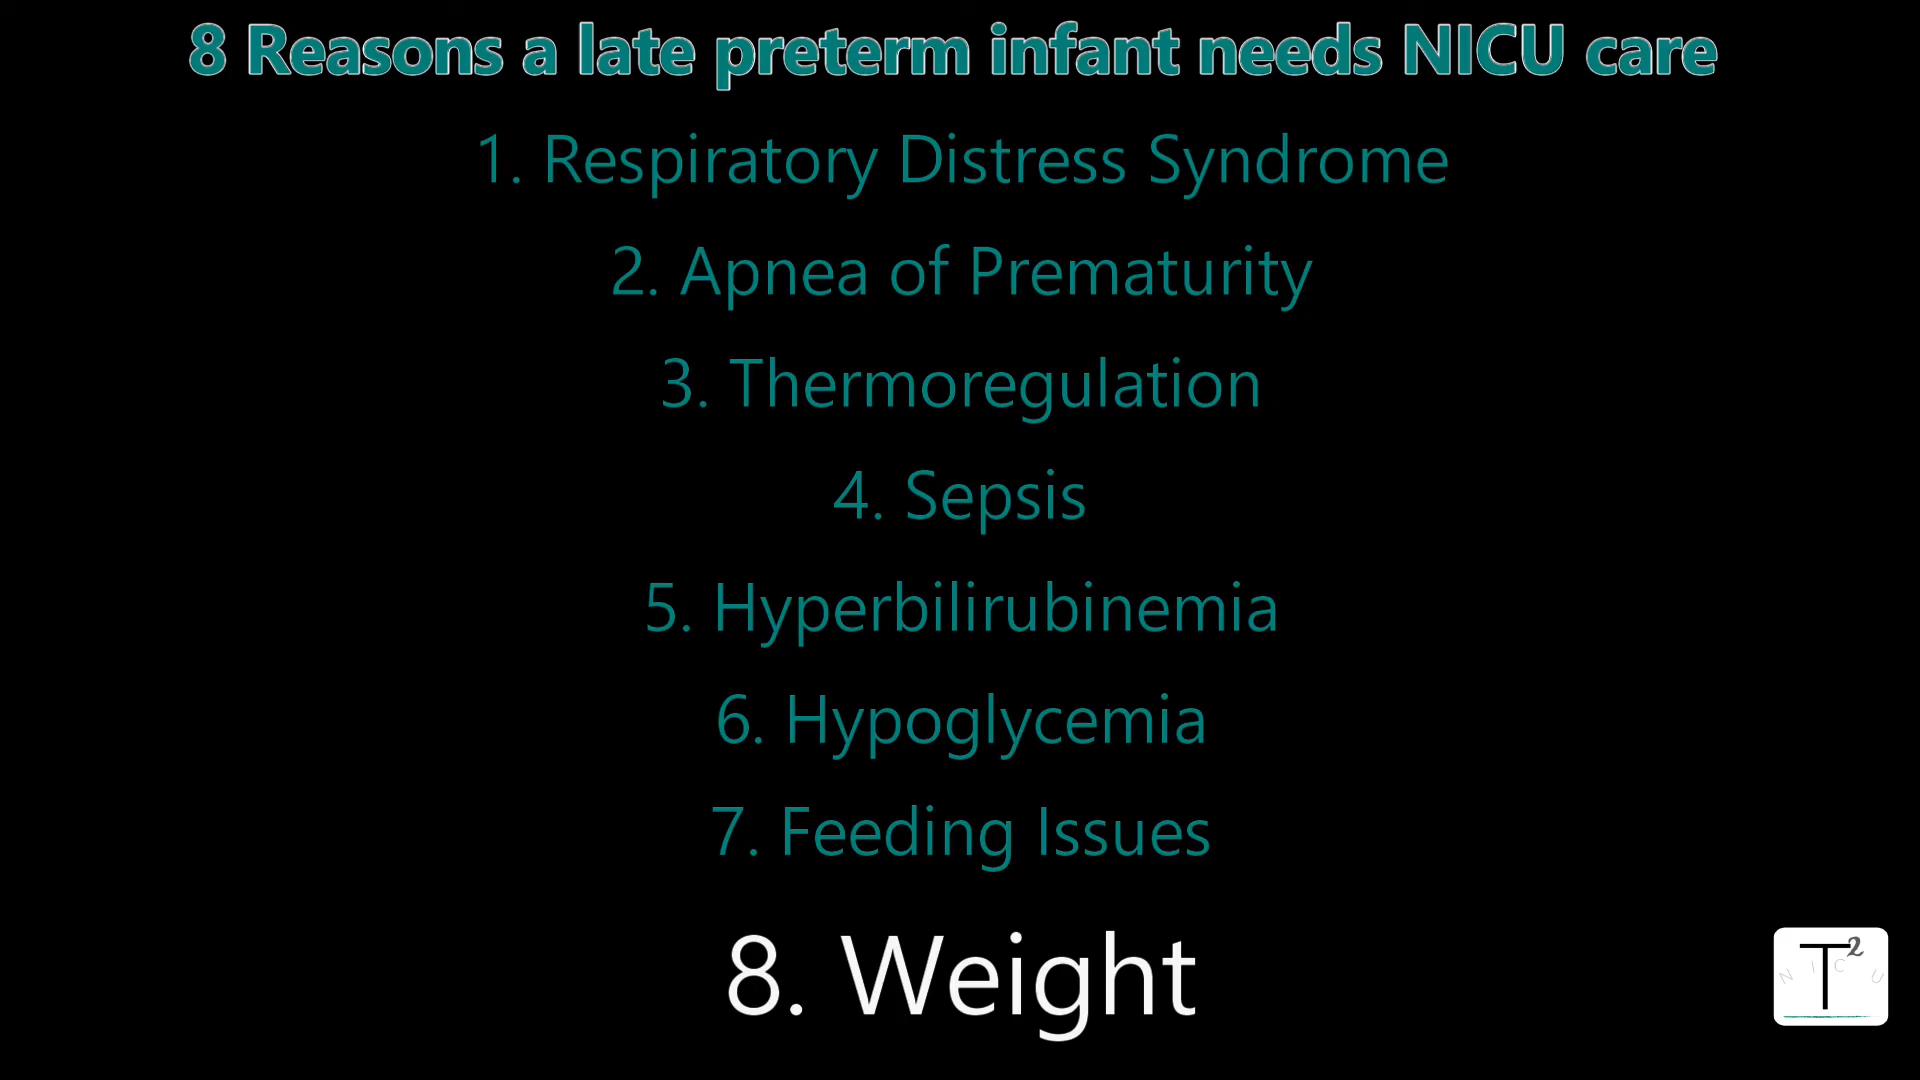 8 Reasons a late preterm infant needs NICU care
1. Respiratory Distress Syndrome
2. Apnea of Prematurity
3. Thermoregulation
4. Sepsis
5. Hyperbilirubinemia
6. Hypoglycemia
7. Feeding Issues
8. Weight
T2
NICU